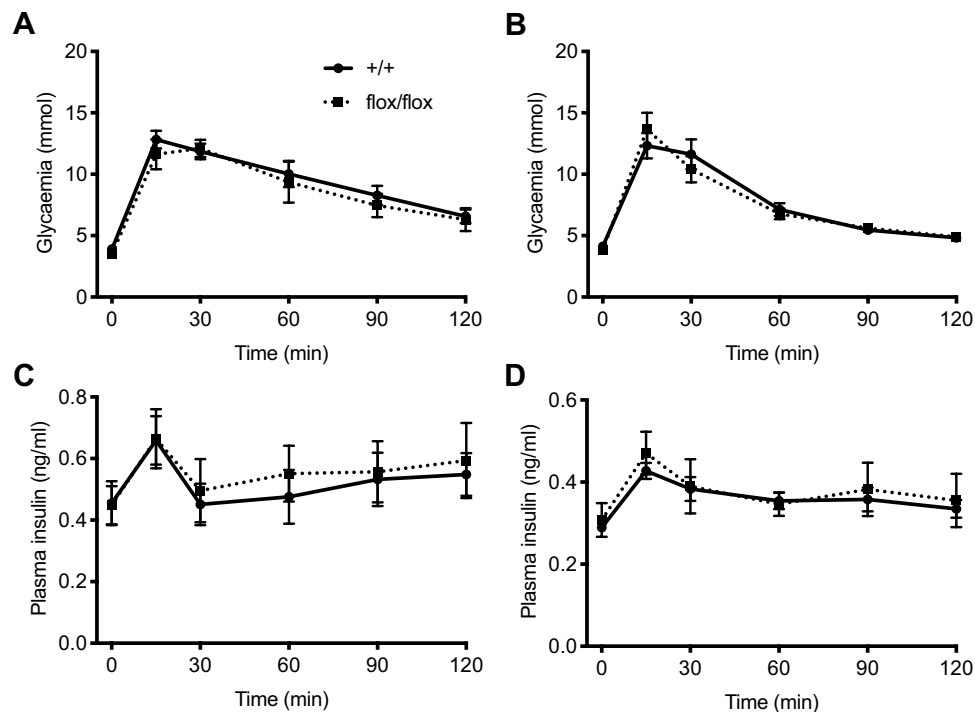 A
Glycaemia (mmol)
20
15
10
5
0
+/+
flox/flox
0 30 60 90 120
Time (min)
B
Glycaemia (mmol)
20
15
10
5
0
0 30 60 90 120
Time (min)
C
Plasma insulin (ng/ml)
0.8
0.6
0.4
0.2
0.0
0 30 60 90 120
Time (min)
D
Plasma insulin (ng/ml)
0.6
0.4
0.2
0.0
0 30 60 90 120
Time (min)